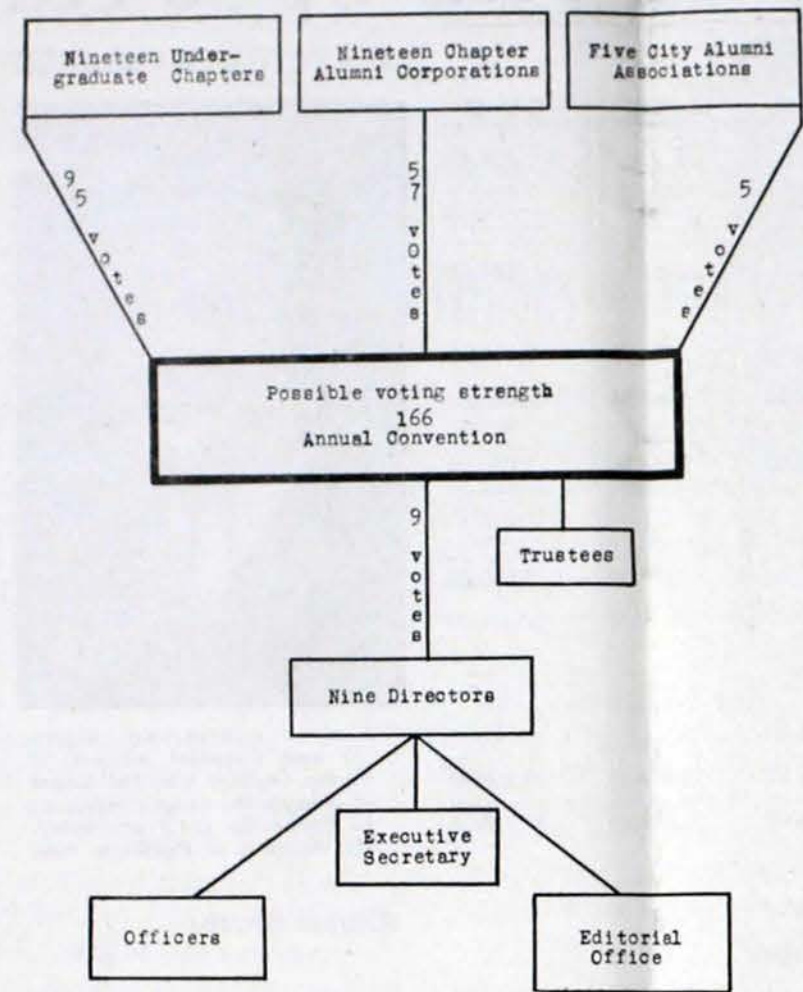 Nineteen Under-
graduate Chapters
Nineteen Chapter
Alumni Corporations
Five City Alumni
Associations
95 votes
57 votes
5 votes
Possible voting strength
166
Annual Convention
9 votes
Trustees
Nine Directors
Executive
Secretary
Officers
Editorial
Office